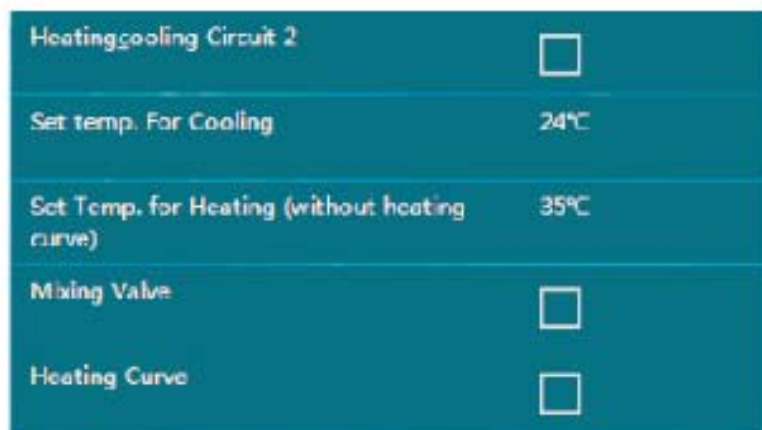 Heatingcooling Circuit 2
Set temp. For Cooling 24°C
Set Temp. for Heating (without heating 35°C
curve)
Mixing Valve
Heating Curve